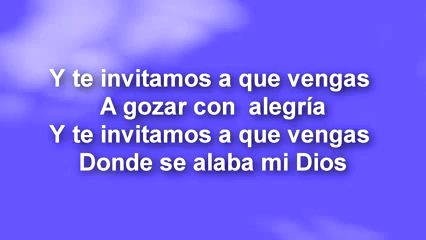 Y te invitamos a que vengas
A gozar con  alegría
Y te invitamos a que vengas
Donde se alaba mi Dios